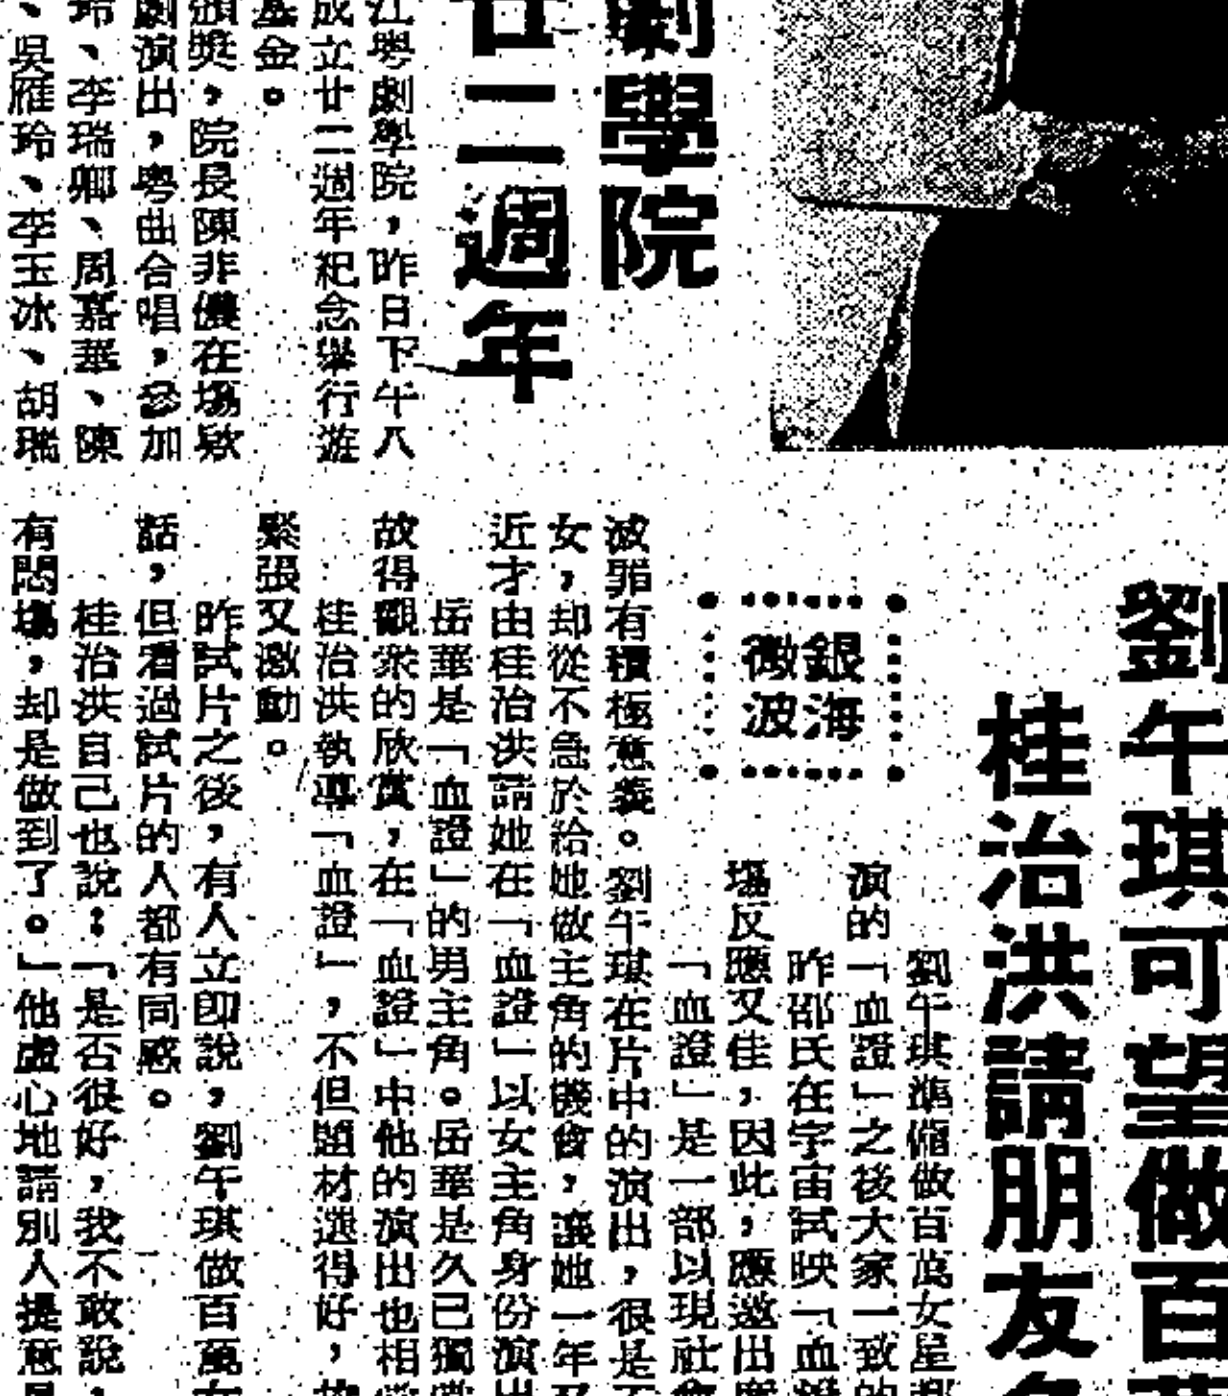 劇學院
廿二週年
江粵劇學院，昨日下午八
成立廿二週年紀念舉行遊
基金。
頒獎，院長陳非儂在場致
劇演出，粵曲合唱，參加
玲、李瑞卿、周嘉華、陳
、吳雁玲、李玉冰、胡瑞
劉午琪可望做百萬
桂治洪請朋友
銀海
微波
劉午琪準備做百萬女星都
演的「血證」之後大家一致的
昨邵氏在宇宙試映「血證
場反應又佳，因此，應邀出席
「血證」是一部以現社會
波罪有積極意義。劉午琪在片中的演出，很是不
女，却從不急於給她做主角的機會，讓她一年又
近才由桂治洪請她在「血證」以女主角身份演出
岳華是「血證」的男主角。岳華是久已獨當
故得觀衆的欣賞，在「血證」中他的演出也相當
桂治洪執導「血證」，不但題材選得好，故
緊張又激動。
昨試片之後，有人立即說，劉午琪做百萬女
話，但看過試片的人都有同感。
桂治洪自己也說：「是否很好，我不敢說，
有悶場，却是做到了。」他虛心地請別人提意見